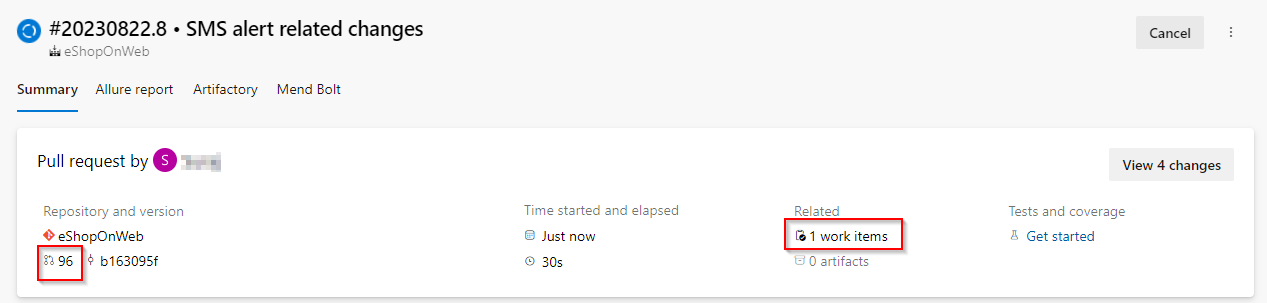 #20230822.8 • SMS alert related changes
Cancel
eShopOnWeb
Summary Allure report Artifactory Mend Bolt
Pull request by S
View 4 changes
Repository and version
eShopOnWeb
96 b163095f
Time started and elapsed
Just now
30s
Related
1 work items
0 artifacts
Tests and coverage
Get started